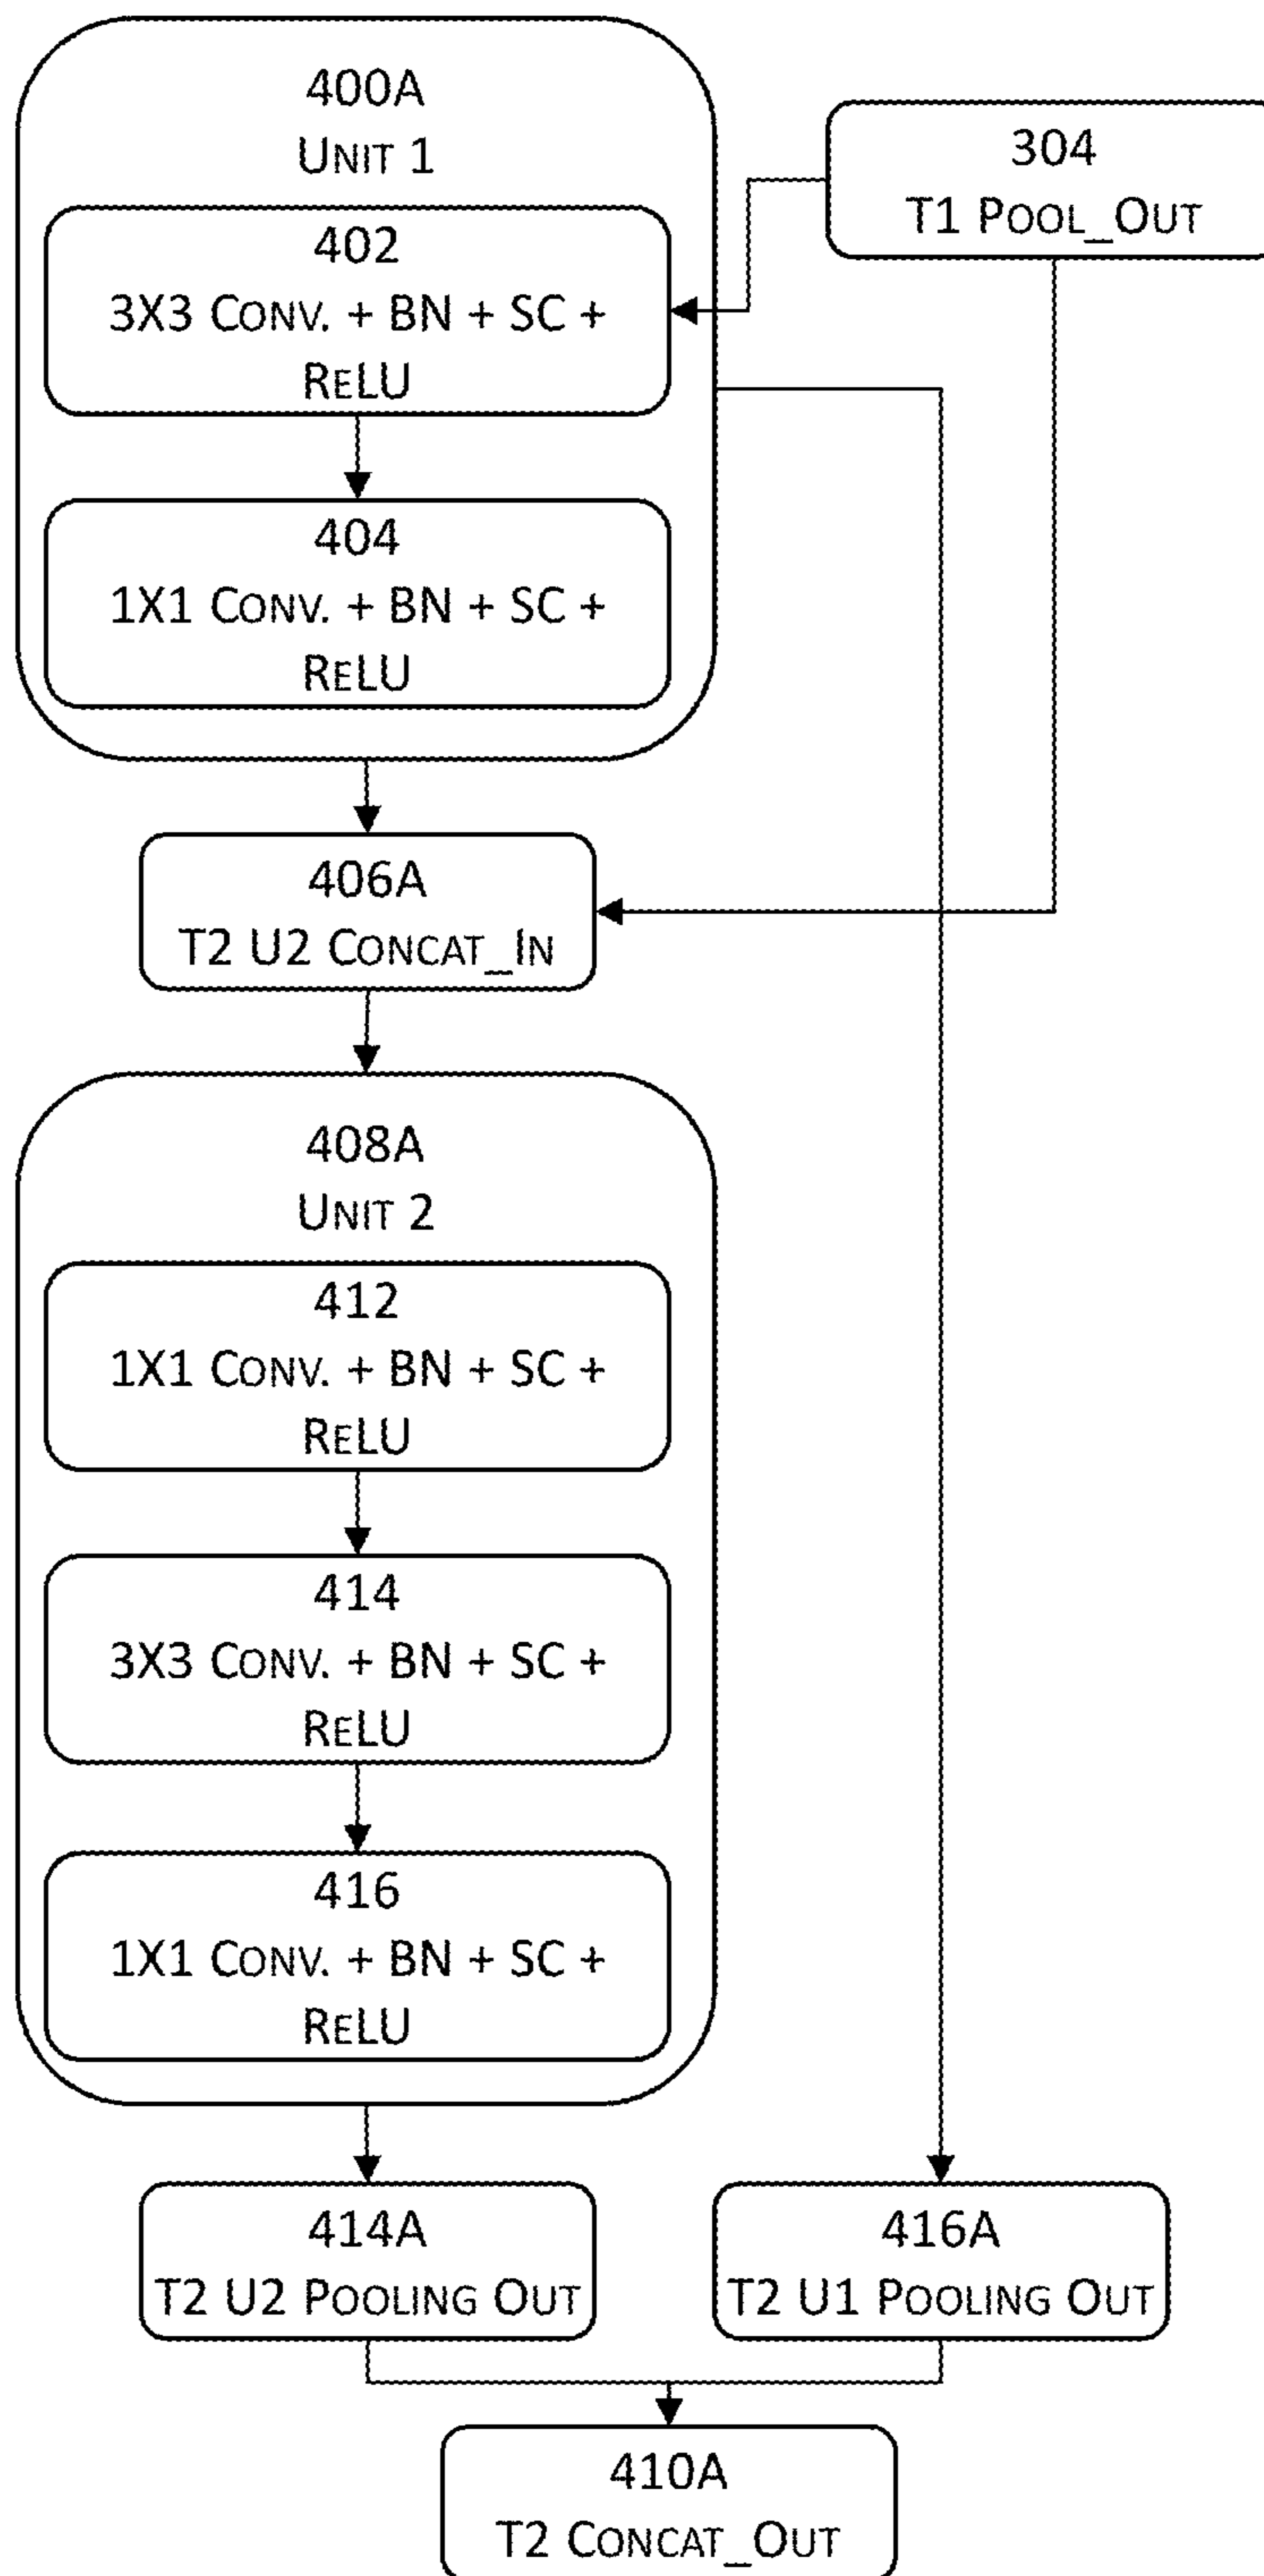 400A
UNIT 1
304
T1 POOL_OUT
402
3X3 CONV. + BN + SC +
RELU
404
1X1 CONV. + BN + SC +
RELU
406A
T2 U2 CONCAT_IN
408A
UNIT 2
412
1X1 CONV. + BN + SC +
RELU
414
3X3 CONV. + BN + SC +
RELU
416
1X1 CONV. + BN + SC +
RELU
414A
T2 U2 POOLING OUT
416A
T2 U1 POOLING OUT
410A
T2 CONCAT_OUT